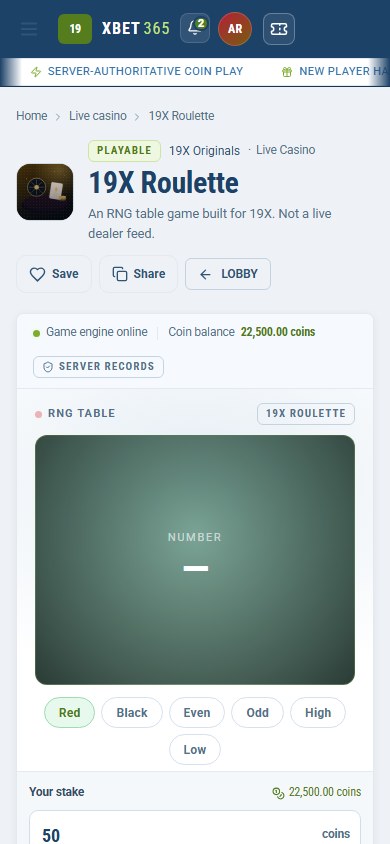 19 XBET 365 2 AR
SERVER-AUTHORITATIVE COIN PLAY NEW PLAYER HA
Home Live casino 19X Roulette
PLAYABLE 19X Originals · Live Casino
19X Roulette
An RNG table game built for 19X. Not a live
dealer feed.
Save Share LOBBY
Game engine online Coin balance 22,500.00 coins
SERVER RECORDS
RNG TABLE 19X ROULETTE
NUMBER
—
Red Black Even Odd High
Low
Your stake 22,500.00 coins
50 coins